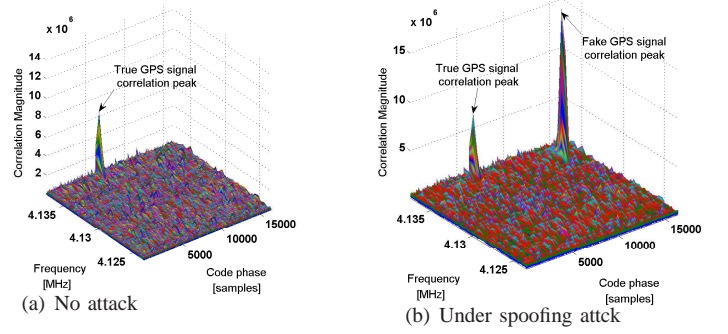 x 10^6
14
12
10
8
6
4
2
Correlation Magnitude
True GPS signal
correlation peak
4.135
4.13
4.125
Frequency
[MHz]
5000
10000
15000
Code phase
[samples]
(a) No attack
x 10^6
15
10
5
Correlation Magnitude
True GPS signal
correlation peak
Fake GPS signal
correlation peak
4.135
4.13
4.125
Frequency
[MHz]
5000
10000
15000
Code phase
[samples]
(b) Under spoofing attck